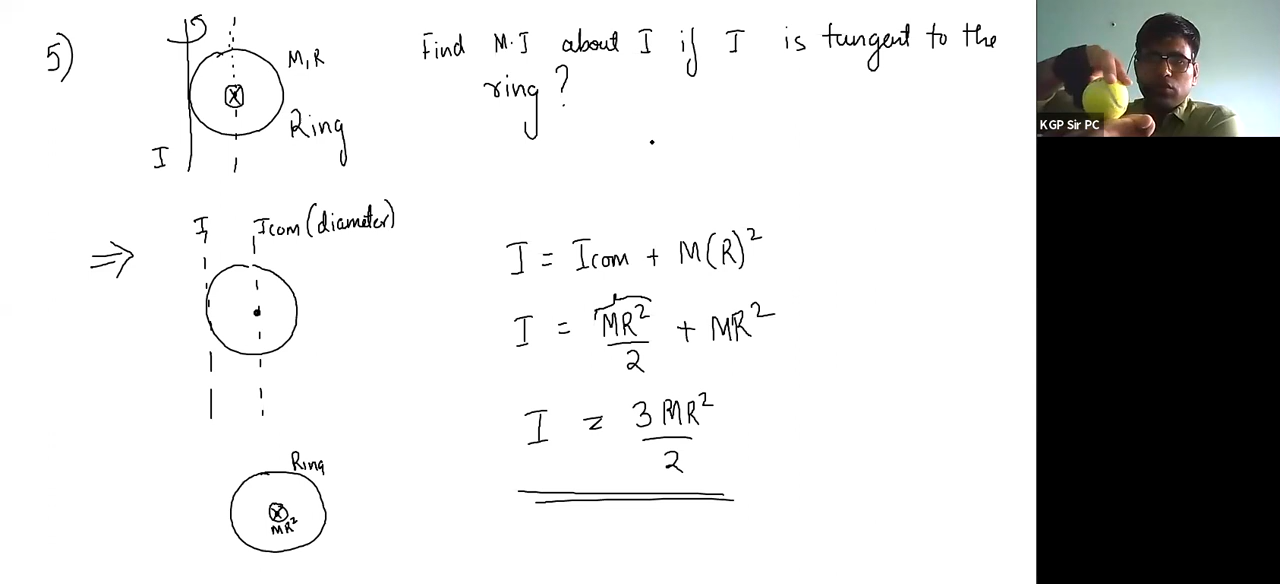 5)
M,R
Ring
I
Find M.I about I if I is tangent to the
ring ?
KGP Sir PC
⇒
I
Icom (diameter)
I = Icom + M(R)²
I = MR²/2 + MR²
I = 3MR²/2
Ring
MR²